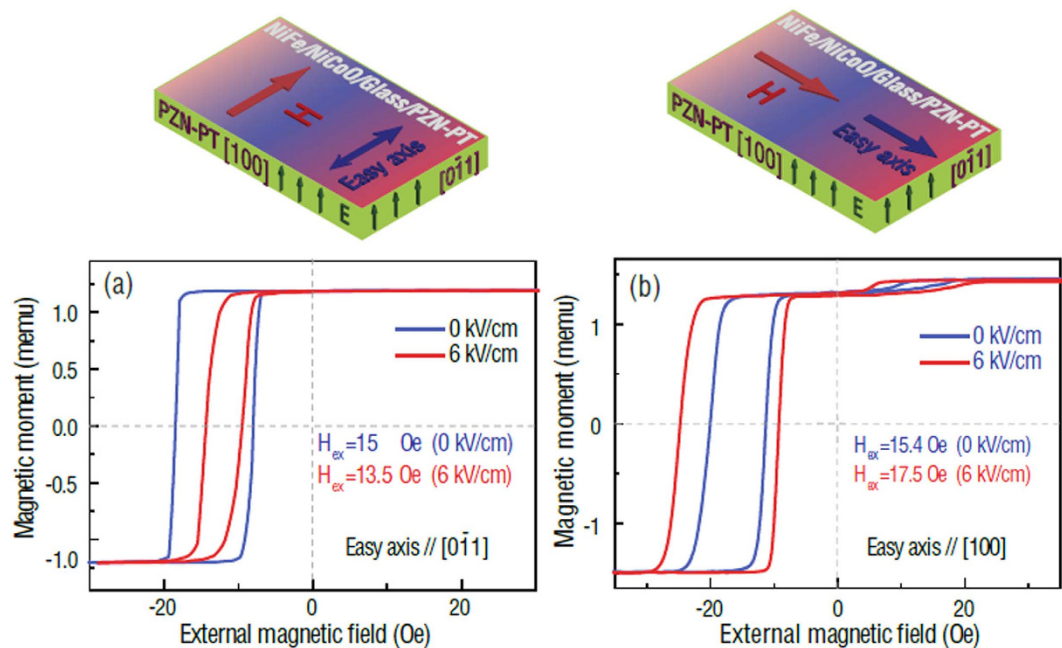 NiFe/NiCoO/Glass/PZN-PT
H
Easy axis
PZN-PT [100]
E
[01̄1]
NiFe/NiCoO/Glass/PZN-PT
H
Easy axis
PZN-PT [100]
E
[01̄1]
(a)
0 kV/cm
6 kV/cm
Hex=15 Oe (0 kV/cm)
Hex=13.5 Oe (6 kV/cm)
Easy axis // [01̄1]
Magnetic moment (memu)
1.0
0.5
0.0
-0.5
-1.0
-20
0
20
External magnetic field (Oe)
(b)
0 kV/cm
6 kV/cm
Hex=15.4 Oe (0 kV/cm)
Hex=17.5 Oe (6 kV/cm)
Easy axis // [100]
Magnetic moment (memu)
1
0
-1
-20
0
20
External magnetic field (Oe)